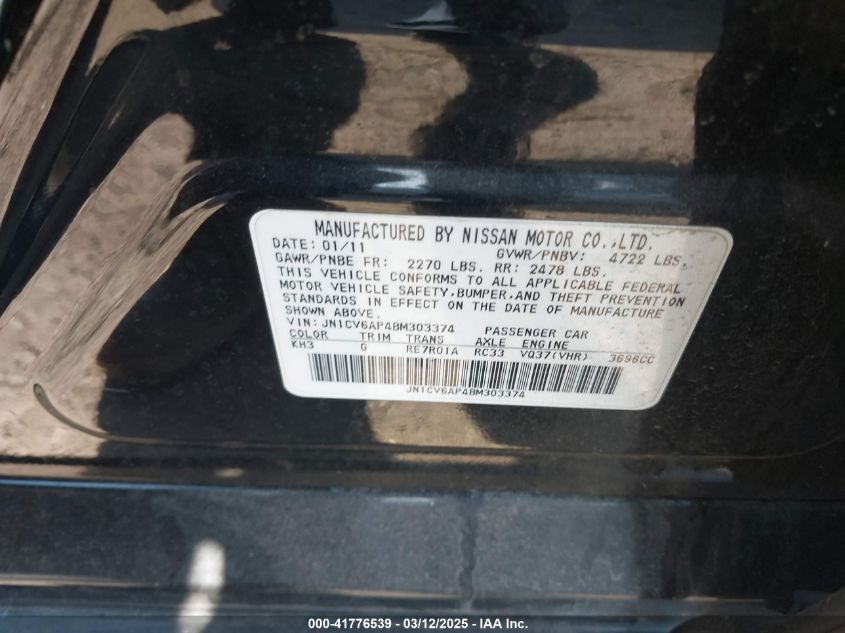 MANUFACTURED BY NISSAN MOTOR CO.,LTD.
DATE: 01/11 GVWR/PNBV: 4722 LBS.
GAWR/PNBE FR: 2270 LBS. RR: 2478 LBS.
THIS VEHICLE CONFORMS TO ALL APPLICABLE FEDERAL
MOTOR VEHICLE SAFETY,BUMPER,AND THEFT PREVENTION
STANDARDS IN EFFECT ON THE DATE OF MANUFACTURE
SHOWN ABOVE.
VIN: JN1CV6AP4BM303374 PASSENGER CAR
COLOR TRIM TRANS AXLE ENGINE
KH3 G RE7R01A RC33 VQ37(VHR) 3696CC
JN1CV6AP4BM303374
000-41776539 - 03/12/2025 - IAA Inc.